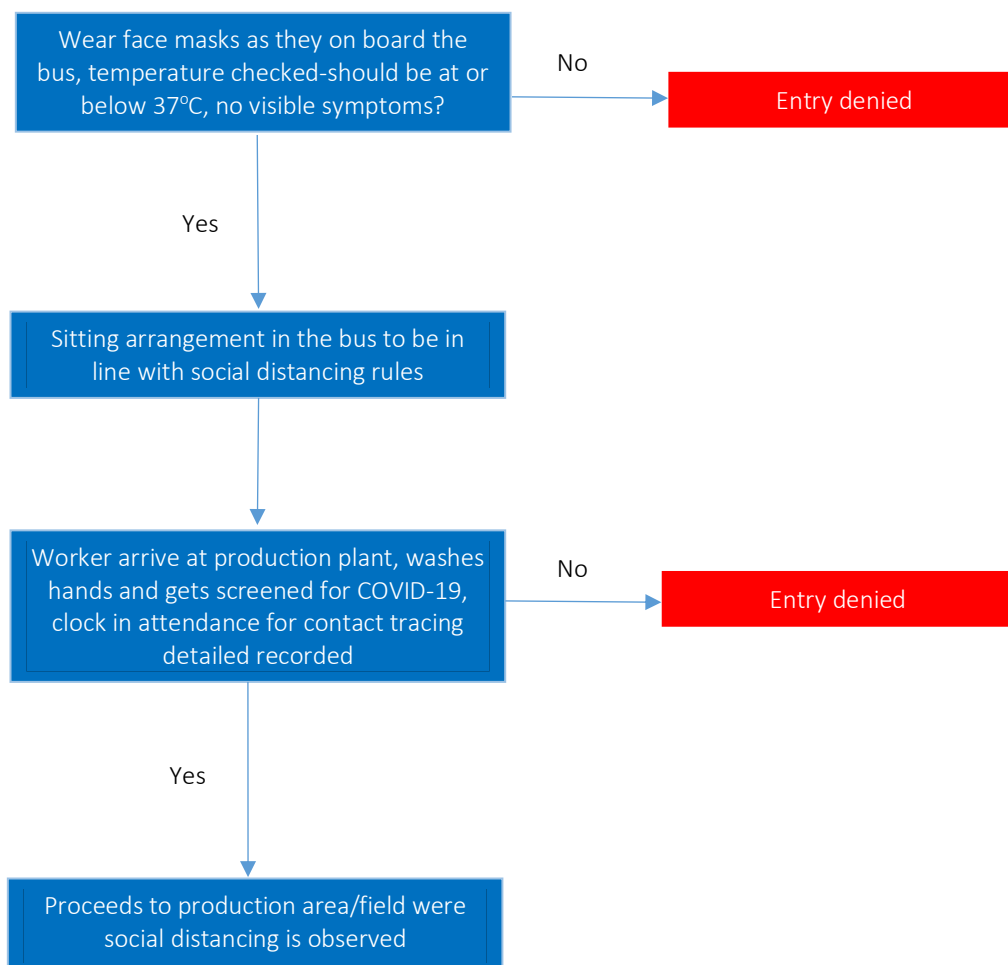 Wear face masks as they on board the
bus, temperature checked-should be at or
below 37°C, no visible symptoms?
No
Entry denied
Yes
Sitting arrangement in the bus to be in
line with social distancing rules
Worker arrive at production plant, washes
hands and gets screened for COVID-19,
clock in attendance for contact tracing
detailed recorded
No
Entry denied
Yes
Proceeds to production area/field were
social distancing is observed